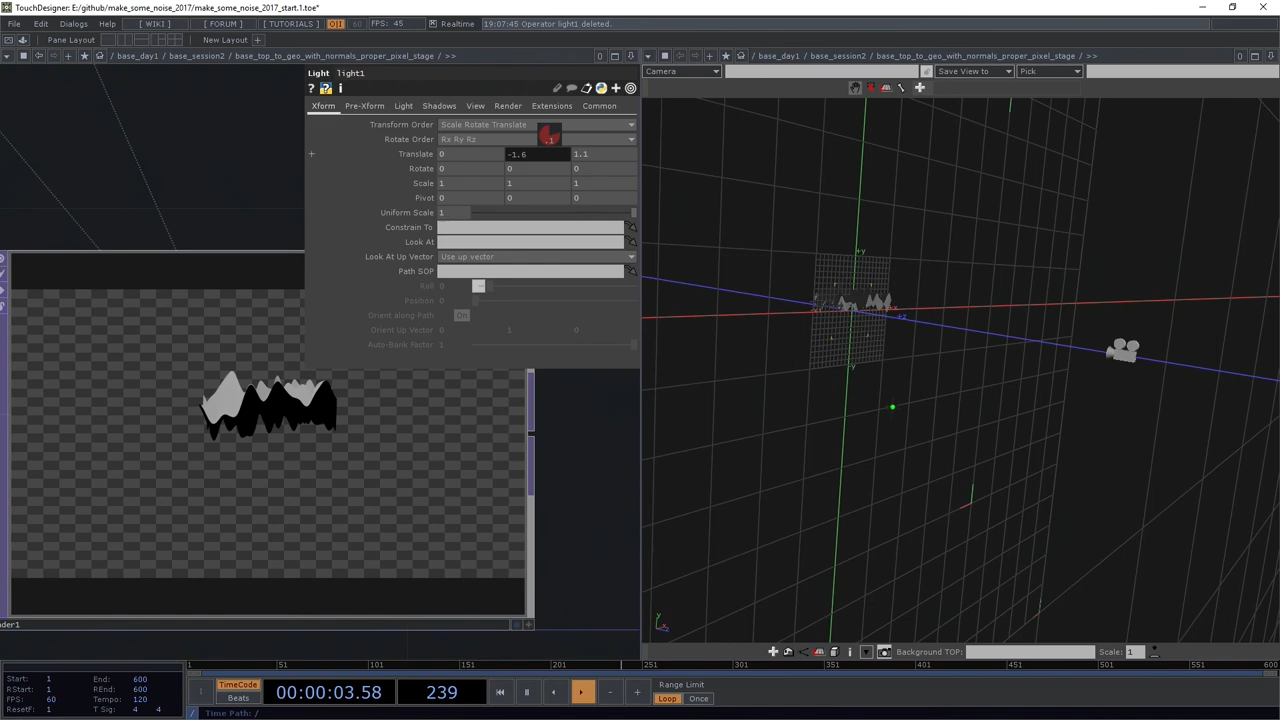 TouchDesigner: E:/github/make_some_noise_2017/make_some_noise_2017_start.1.toe*
File Edit Dialogs Help [ WIKI ] [ FORUM ] [ TUTORIALS ] O|I 60 FPS: 45 Realtime 19:07:45 Operator light1 deleted.
Pane Layout New Layout +
/ base_day1 / base_session2 / base_top_to_geo_with_normals_proper_pixel_stage / >> 0
/ base_day1 / base_session2 / base_top_to_geo_with_normals_proper_pixel_stage / >> 0
Light light1
Camera Save View to Pick
Xform Pre-Xform Light Shadows View Render Extensions Common
Transform Order Scale Rotate Translate
Rotate Order Rx Ry Rz
.1
Translate 0 -1.6 1.1
Rotate 0 0 0
Scale 1 1 1
Pivot 0 0 0
Uniform Scale 1
Constrain To
Look At
Look At Up Vector Use up vector
Path SOP
Roll 0
Position 0
Orient along Path On
Orient Up Vector 0 1 0
Auto-Bank Factor 1
+y
+x
+z
-y
y
x
z
nder1
Background TOP: Scale: 1
1 51 101 151 201 251 301 351 401 451 501 551 600
Start: 1 End: 600
RStart: 1 REnd: 600
FPS: 60 Tempo: 120
ResetF: 1 T Sig: 4 4
TimeCode
Beats
00:00:03.58 239
Range Limit
Loop Once
/ Time Path: /